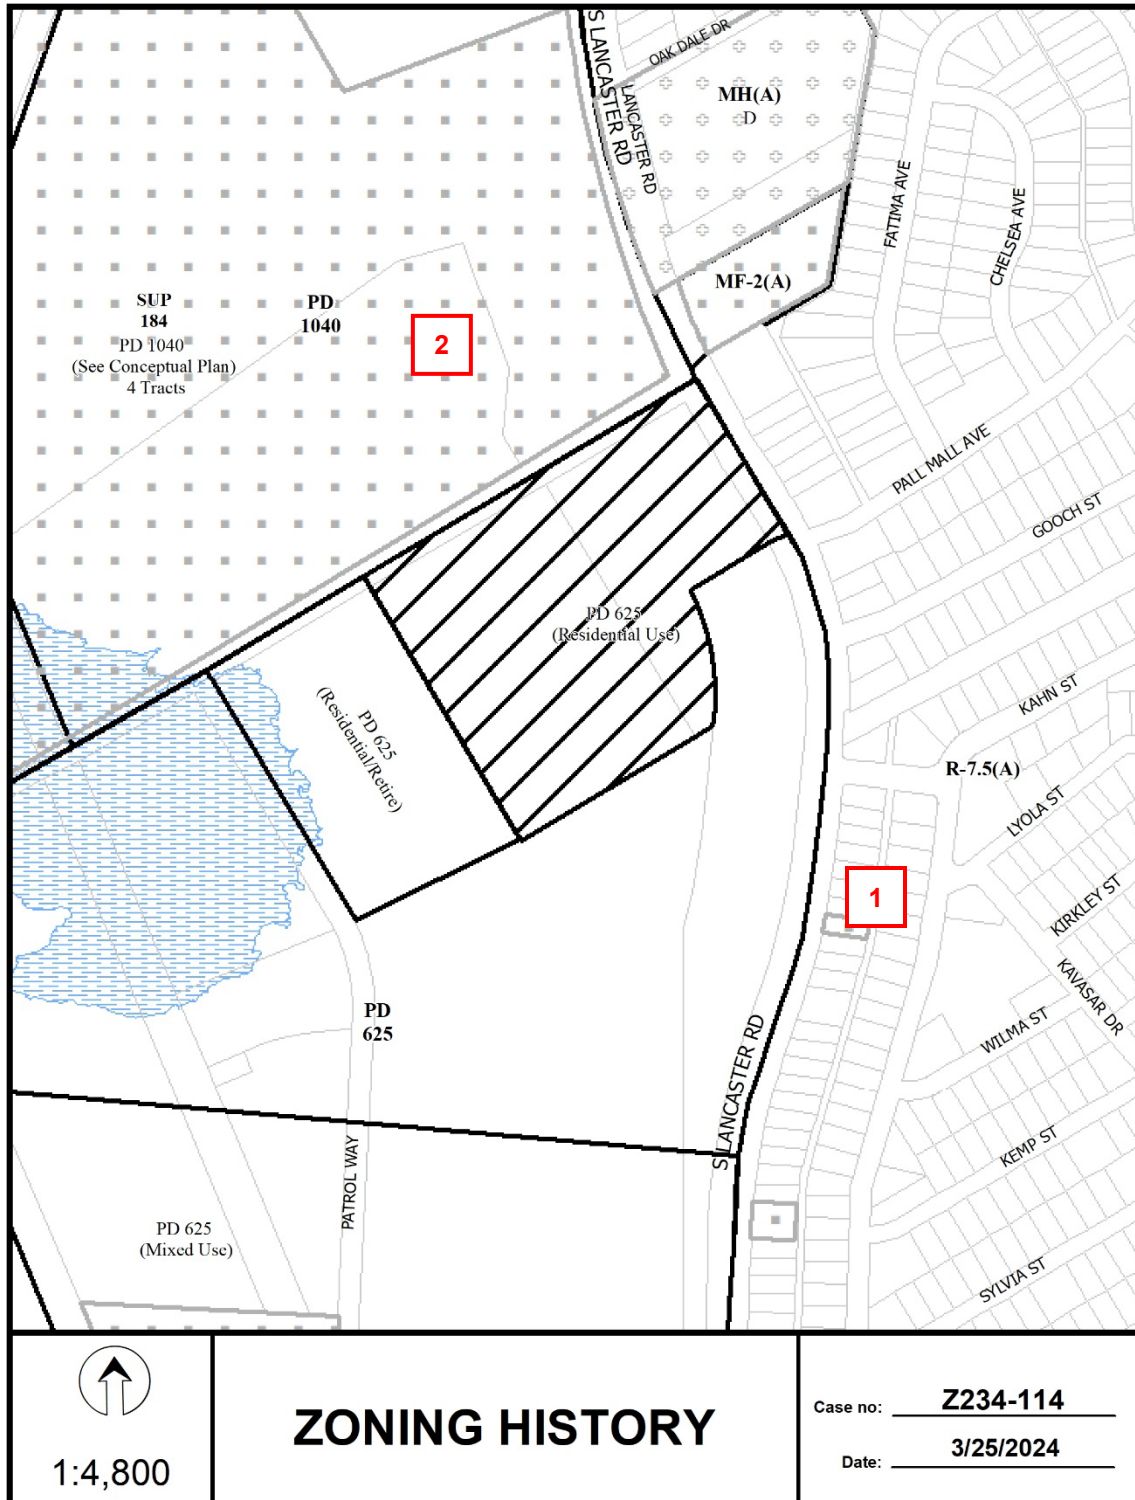 S LANCASTER RD
LANCASTER RD
OAK DALE DR
MH(A)
D
FATIMA AVE
CHELSEA AVE
MF-2(A)
SUP
184
PD 1040
(See Conceptual Plan)
4 Tracts
PD
1040
2
PALL MALL AVE
GOOCH ST
PD 625
(Residential Use)
PD 625
(Residential/Retire)
KAHN ST
R-7.5(A)
LYOLA ST
1
KIRKLEY ST
KAVASAR DR
WILMA ST
PD
625
S LANCASTER RD
KEMP ST
PATROL WAY
PD 625
(Mixed Use)
SYLVIA ST
1:4,800
ZONING HISTORY
Case no: Z234-114
Date: 3/25/2024